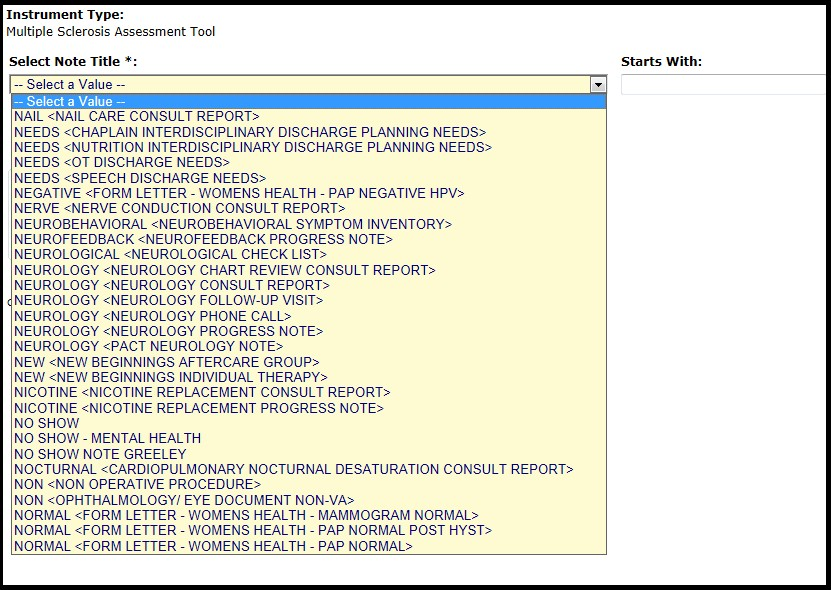 Instrument Type:
Multiple Sclerosis Assessment Tool
Select Note Title *:
Starts With:
-- Select a Value --
-- Select a Value --
NAIL <NAIL CARE CONSULT REPORT>
NEEDS <CHAPLAIN INTERDISCIPLINARY DISCHARGE PLANNING NEEDS>
NEEDS <NUTRITION INTERDISCIPLINARY DISCHARGE PLANNING NEEDS>
NEEDS <OT DISCHARGE NEEDS>
NEEDS <SPEECH DISCHARGE NEEDS>
NEGATIVE <FORM LETTER - WOMENS HEALTH - PAP NEGATIVE HPV>
NERVE <NERVE CONDUCTION CONSULT REPORT>
NEUROBEHAVIORAL <NEUROBEHAVIORAL SYMPTOM INVENTORY>
NEUROFEEDBACK <NEUROFEEDBACK PROGRESS NOTE>
NEUROLOGICAL <NEUROLOGICAL CHECK LIST>
NEUROLOGY <NEUROLOGY CHART REVIEW CONSULT REPORT>
NEUROLOGY <NEUROLOGY CONSULT REPORT>
NEUROLOGY <NEUROLOGY FOLLOW-UP VISIT>
NEUROLOGY <NEUROLOGY PHONE CALL>
NEUROLOGY <NEUROLOGY PROGRESS NOTE>
NEUROLOGY <PACT NEUROLOGY NOTE>
NEW <NEW BEGINNINGS AFTERCARE GROUP>
NEW <NEW BEGINNINGS INDIVIDUAL THERAPY>
NICOTINE <NICOTINE REPLACEMENT CONSULT REPORT>
NICOTINE <NICOTINE REPLACEMENT PROGRESS NOTE>
NO SHOW
NO SHOW - MENTAL HEALTH
NO SHOW NOTE GREELEY
NOCTURNAL <CARDIOPULMONARY NOCTURNAL DESATURATION CONSULT REPORT>
NON <NON OPERATIVE PROCEDURE>
NON <OPHTHALMOLOGY/ EYE DOCUMENT NON-VA>
NORMAL <FORM LETTER - WOMENS HEALTH - MAMMOGRAM NORMAL>
NORMAL <FORM LETTER - WOMENS HEALTH - PAP NORMAL POST HYST>
NORMAL <FORM LETTER - WOMENS HEALTH - PAP NORMAL>